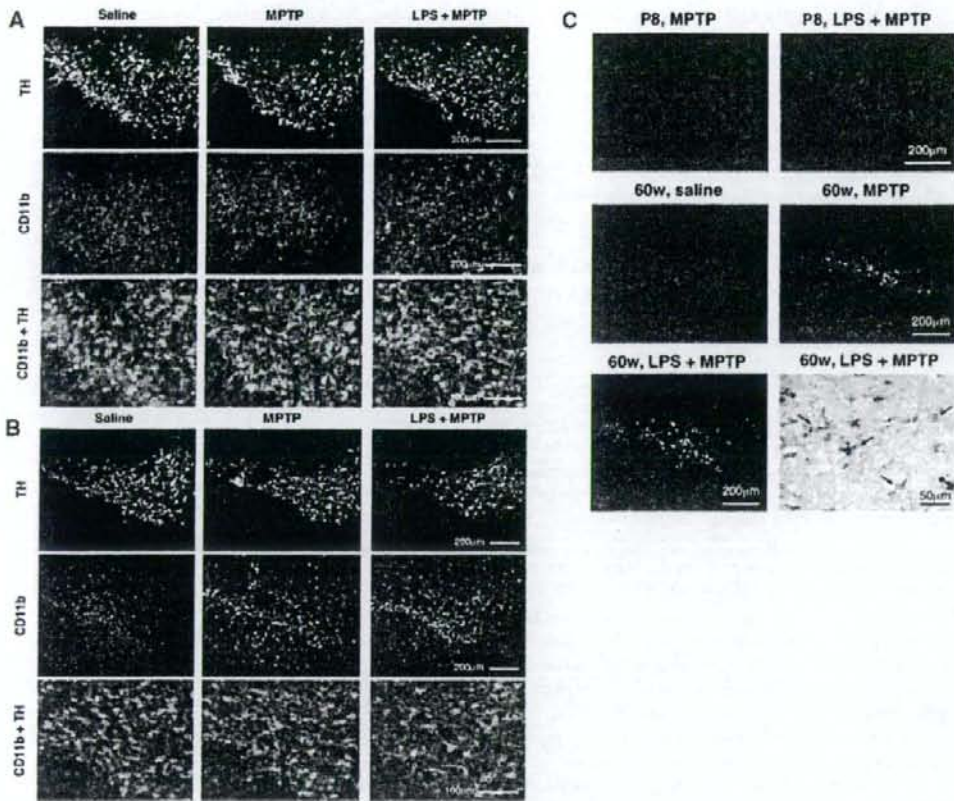 A
Saline MPTP LPS + MPTP
TH
200μm
CD11b
200μm
CD11b + TH
B
Saline MPTP LPS + MPTP
TH
200μm
CD11b
200μm
CD11b + TH
100μm
C
P8, MPTP P8, LPS + MPTP
200μm
60w, saline 60w, MPTP
200μm
60w, LPS + MPTP 60w, LPS + MPTP
200μm 50μm